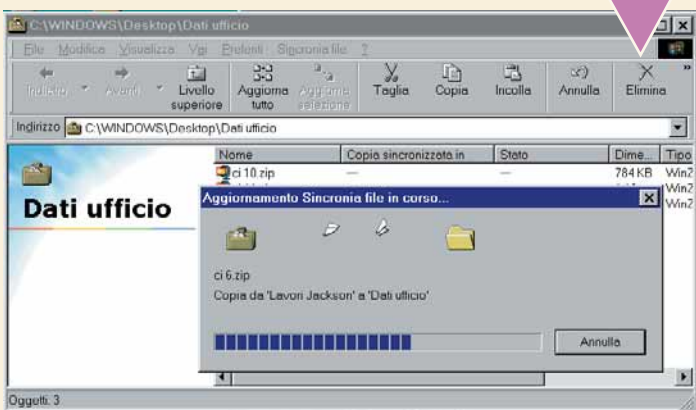 C:\WINDOWS\Desktop\Dati ufficio
File Modifica Visualizza Vai Preferiti Sincronia file ?
Indietro Avanti Livello superiore Aggiorna tutto Aggiorna selezione Taglia Copia Incolla Annulla Elimina »
Indirizzo C:\WINDOWS\Desktop\Dati ufficio
Nome Copia sincronizzata in Stato Dime... Tipo
ci 10.zip — — 784 KB Win2
Win2
Win2
Dati ufficio
Aggiornamento Sincronia file in corso...
ci 6.zip
Copia da 'Lavori Jackson' a 'Dati ufficio'
Annulla
Oggetti: 3